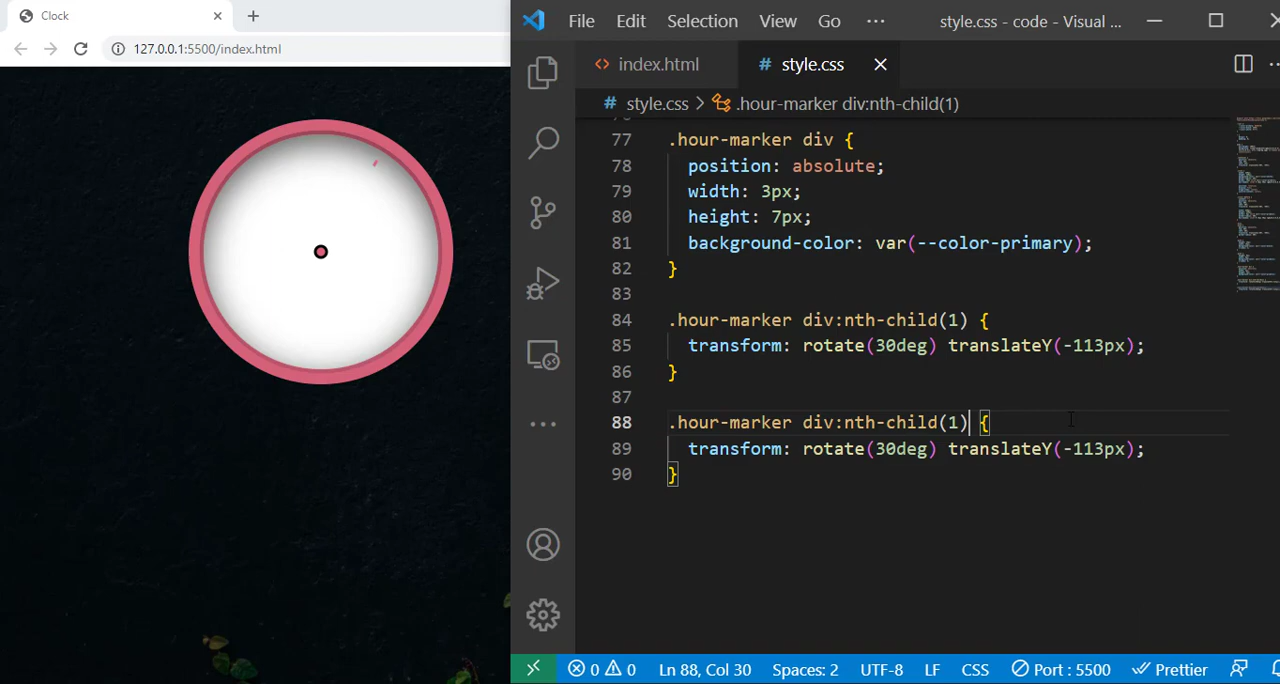 Clock
127.0.0.1:5500/index.html
File Edit Selection View Go ··· style.css - code - Visual ...
index.html # style.css
# style.css > .hour-marker div:nth-child(1)
77 .hour-marker div {
78 position: absolute;
79 width: 3px;
80 height: 7px;
81 background-color: var(--color-primary);
82 }
83
84 .hour-marker div:nth-child(1) {
85 transform: rotate(30deg) translateY(-113px);
86 }
87
88 .hour-marker div:nth-child(1) {
89 transform: rotate(30deg) translateY(-113px);
90 }
0 0 Ln 88, Col 30 Spaces: 2 UTF-8 LF CSS Port : 5500 Prettier